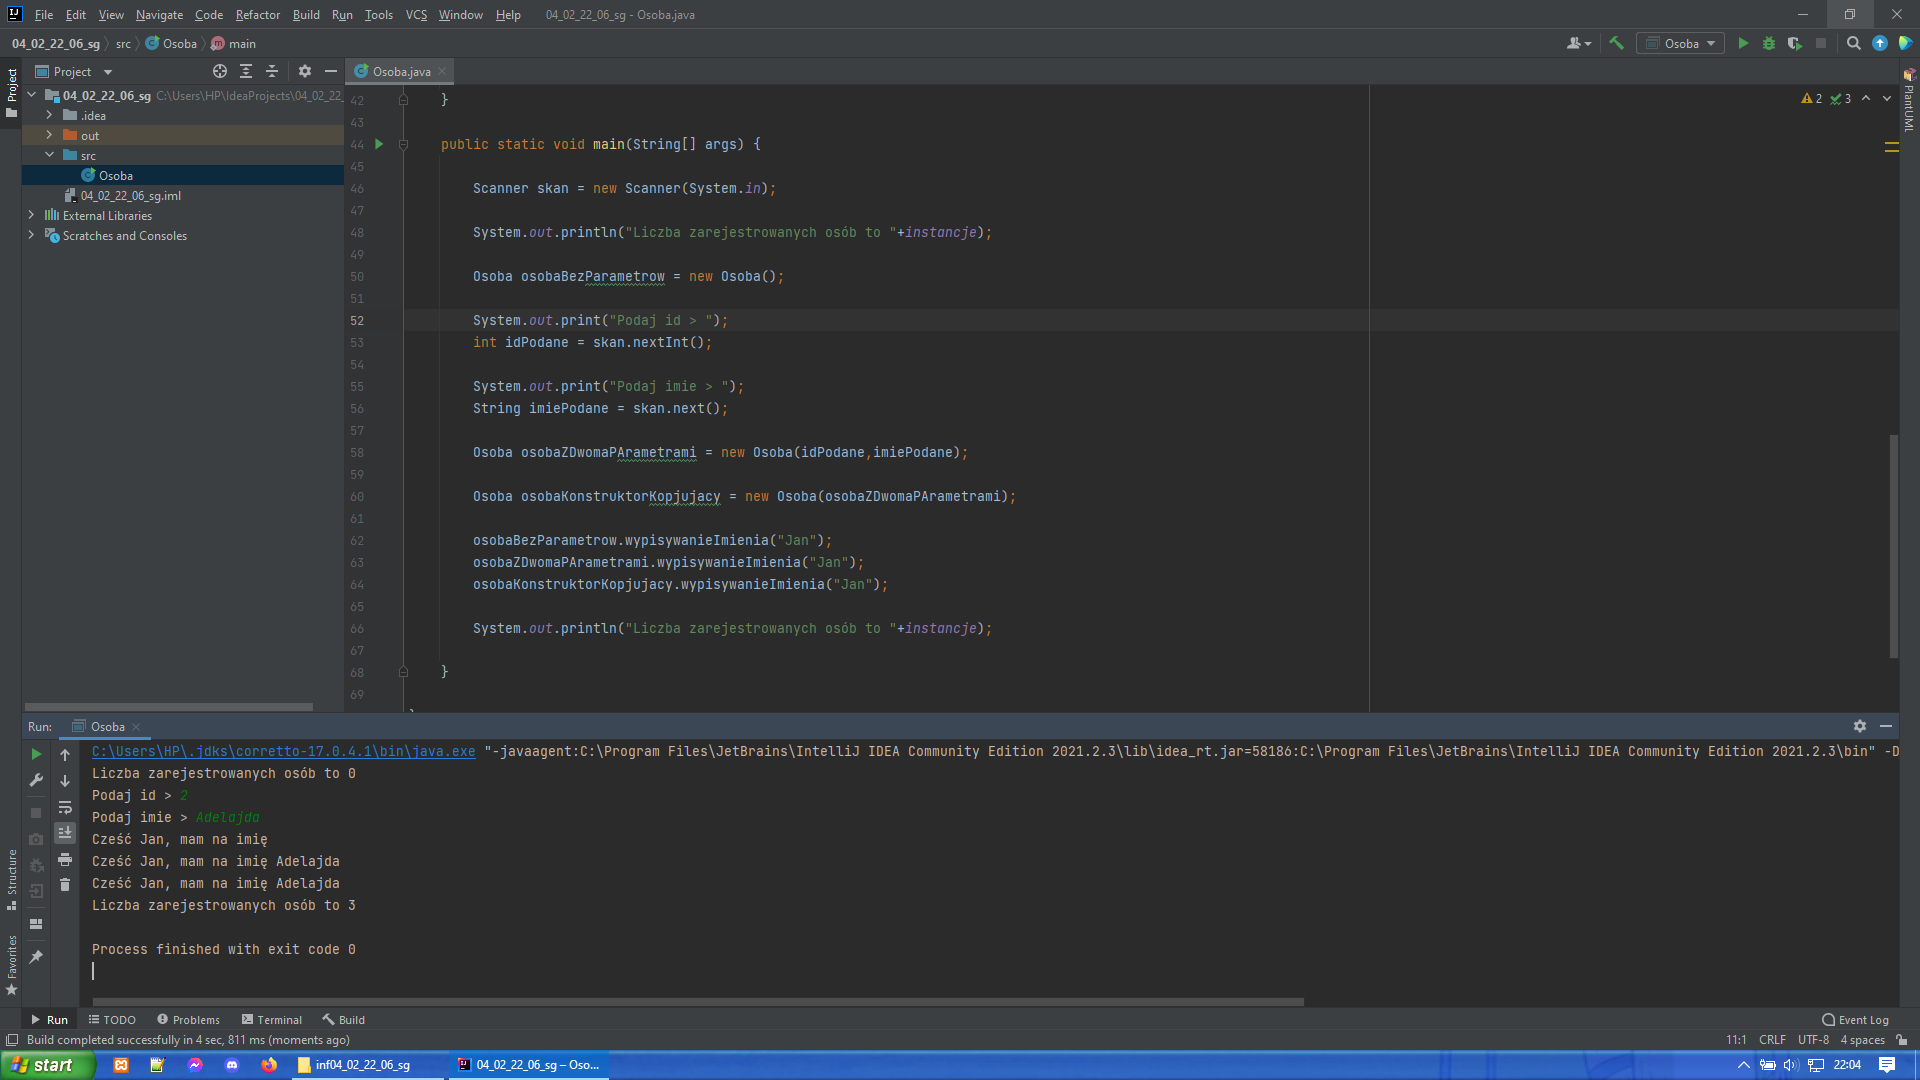 File Edit View Navigate Code Refactor Build Run Tools VCS Window Help 04_02_22_06_sg - Osoba.java
04_02_22_06_sg src Osoba main
Osoba
Project
Osoba.java
04_02_22_06_sg C:\Users\HP\IdeaProjects\04_02_22_
.idea
out
src
Osoba
04_02_22_06_sg.iml
External Libraries
Scratches and Consoles
Project
Structure
Favorites
PlantUML
2 3
42 }
43
44 public static void main(String[] args) {
45
46 Scanner skan = new Scanner(System.in);
47
48 System.out.println("Liczba zarejestrowanych osób to "+instancje);
49
50 Osoba osobaBezParametrow = new Osoba();
51
52 System.out.print("Podaj id > ");
53 int idPodane = skan.nextInt();
54
55 System.out.print("Podaj imie > ");
56 String imiePodane = skan.next();
57
58 Osoba osobaZDwomaPArametrami = new Osoba(idPodane,imiePodane);
59
60 Osoba osobaKonstruktorKopjujacy = new Osoba(osobaZDwomaPArametrami);
61
62 osobaBezParametrow.wypisywanieImienia("Jan");
63 osobaZDwomaPArametrami.wypisywanieImienia("Jan");
64 osobaKonstruktorKopjujacy.wypisywanieImienia("Jan");
65
66 System.out.println("Liczba zarejestrowanych osób to "+instancje);
67
68 }
69
Run: Osoba
C:\Users\HP\.jdks\corretto-17.0.4.1\bin\java.exe "-javaagent:C:\Program Files\JetBrains\IntelliJ IDEA Community Edition 2021.2.3\lib\idea_rt.jar=58186:C:\Program Files\JetBrains\IntelliJ IDEA Community Edition 2021.2.3\bin" -D
Liczba zarejestrowanych osób to 0
Podaj id > 2
Podaj imie > Adelajda
Cześć Jan, mam na imię
Cześć Jan, mam na imię Adelajda
Cześć Jan, mam na imię Adelajda
Liczba zarejestrowanych osób to 3
Process finished with exit code 0
Run TODO Problems Terminal Build Event Log
Build completed successfully in 4 sec, 811 ms (moments ago) 11:1 CRLF UTF-8 4 spaces
start inf04_02_22_06_sg 04_02_22_06_sg – Oso... 22:04